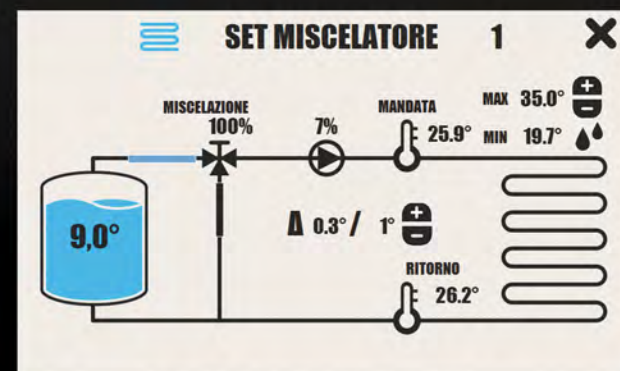 SET MISCELATORE 1
MISCELAZIONE
100%
7%
MANDATA
25.9°
MAX 35.0°
MIN 19.7°
9,0°
Δ 0.3° / 1°
RITORNO
26.2°